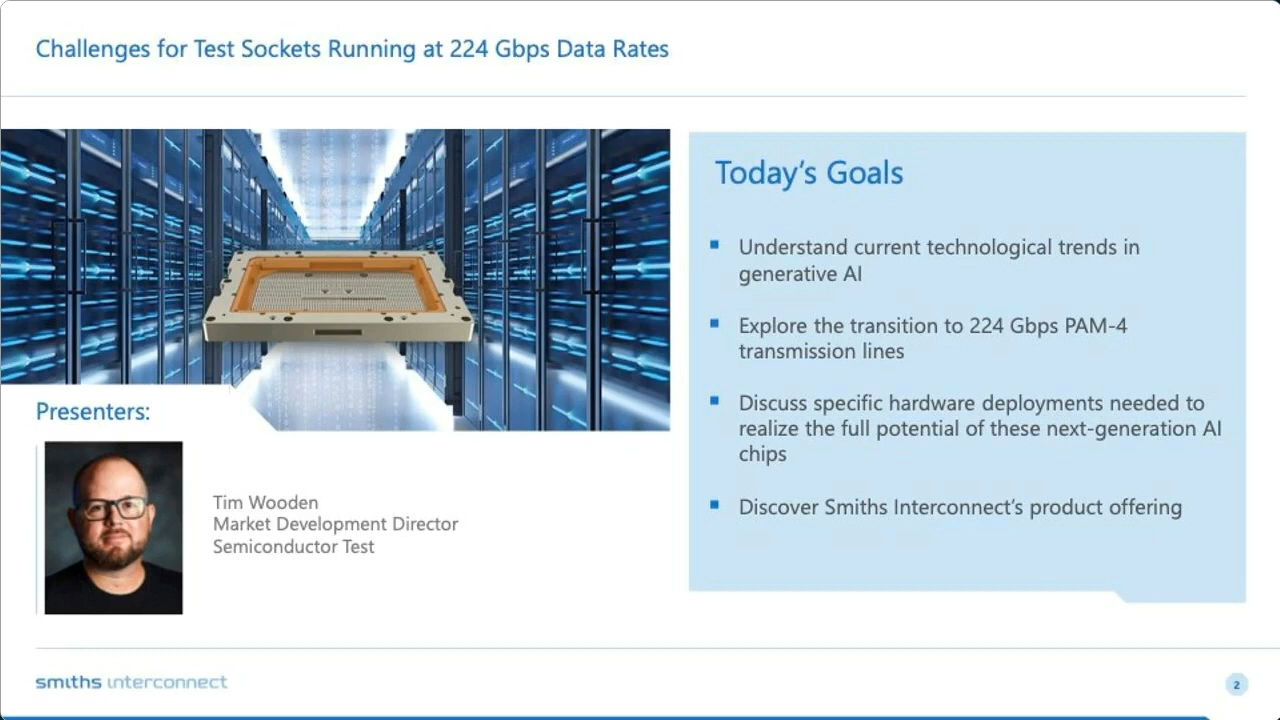 Challenges for Test Sockets Running at 224 Gbps Data Rates
Today's Goals
Understand current technological trends in
generative AI
Explore the transition to 224 Gbps PAM-4
transmission lines
Discuss specific hardware deployments needed to
realize the full potential of these next-generation AI
chips
Discover Smiths Interconnect's product offering
Presenters:
Tim Wooden
Market Development Director
Semiconductor Test
smiths interconnect
2